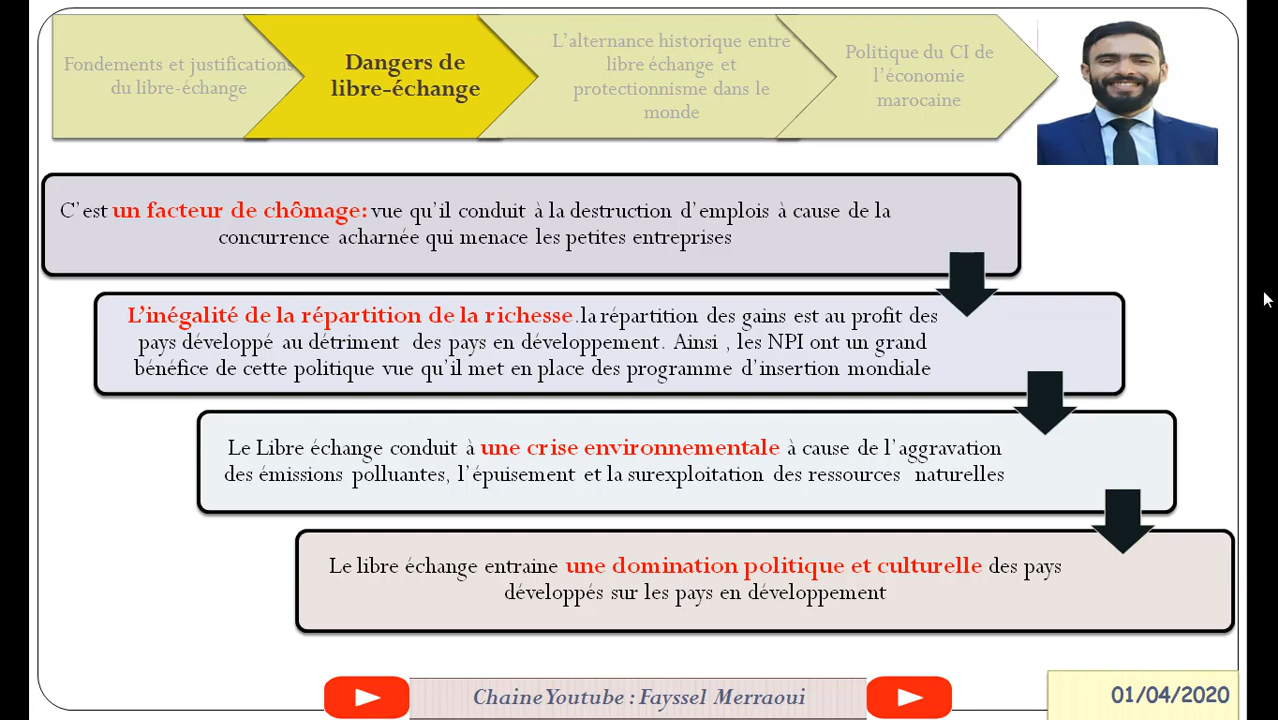 Fondements et justifications
du libre-échange
Dangers de
libre-échange
L'alternance historique entre
libre échange et
protectionnisme dans le
monde
Politique du CI de
l'économie
marocaine
C'est un facteur de chômage: vue qu'il conduit à la destruction d'emplois à cause de la
concurrence acharnée qui menace les petites entreprises
L'inégalité de la répartition de la richesse.la répartition des gains est au profit des
pays développé au détriment des pays en développement. Ainsi , les NPI ont un grand
bénéfice de cette politique vue qu'il met en place des programme d'insertion mondiale
Le Libre échange conduit à une crise environnementale à cause de l'aggravation
des émissions polluantes, l'épuisement et la surexploitation des ressources naturelles
Le libre échange entraine une domination politique et culturelle des pays
développés sur les pays en développement
Chaine Youtube : Fayssel Merraoui
01/04/2020